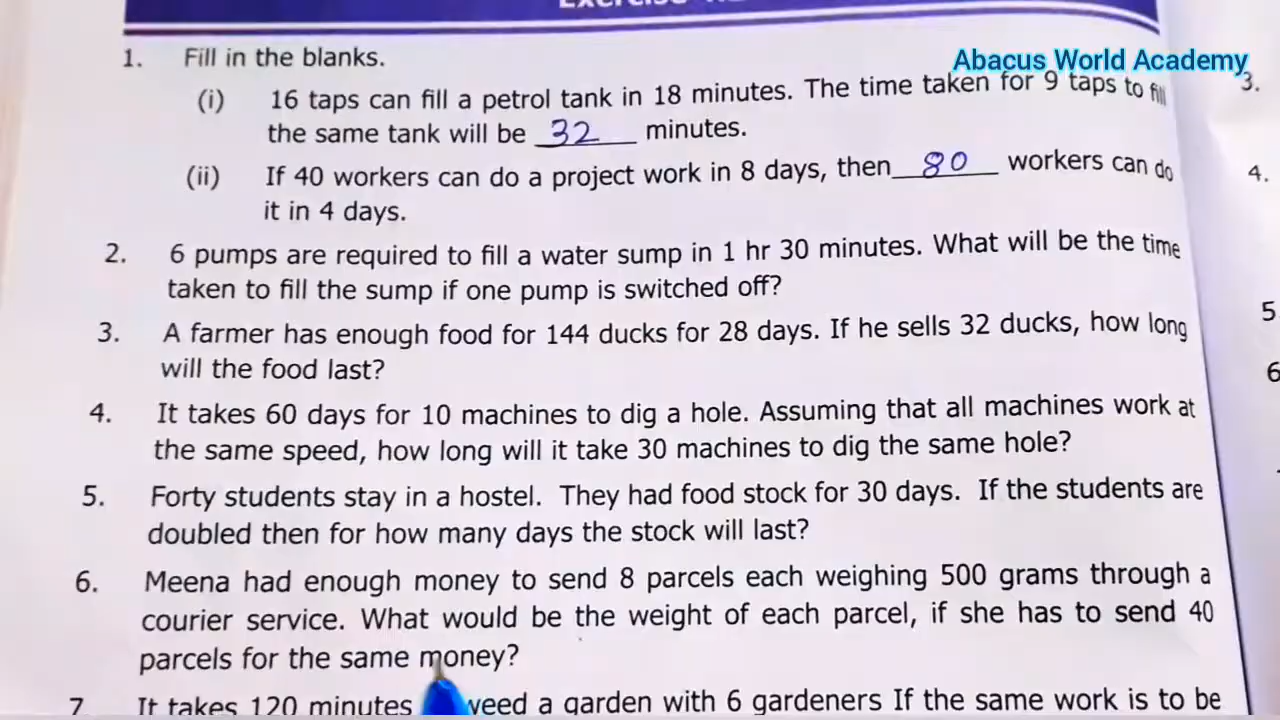 Abacus World Academy
1. Fill in the blanks.
(i) 16 taps can fill a petrol tank in 18 minutes. The time taken for 9 taps to fill
the same tank will be 32 minutes.
(ii) If 40 workers can do a project work in 8 days, then 80 workers can do
it in 4 days.
2. 6 pumps are required to fill a water sump in 1 hr 30 minutes. What will be the time
taken to fill the sump if one pump is switched off?
3. A farmer has enough food for 144 ducks for 28 days. If he sells 32 ducks, how long
will the food last?
4. It takes 60 days for 10 machines to dig a hole. Assuming that all machines work at
the same speed, how long will it take 30 machines to dig the same hole?
5. Forty students stay in a hostel. They had food stock for 30 days. If the students are
doubled then for how many days the stock will last?
6. Meena had enough money to send 8 parcels each weighing 500 grams through a
courier service. What would be the weight of each parcel, if she has to send 40
parcels for the same money?
7. It takes 120 minutes weed a garden with 6 gardeners If the same work is to be
3.
4.
5
6